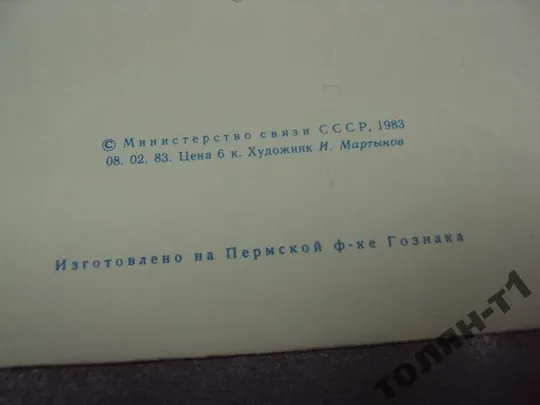 © Министерство связи СССР, 1983
08. 02. 83. Цена 6 к. Художник И. Мартынов
Изготовлено на Пермской ф-ке Гознака
ТОЛЯН-Т1